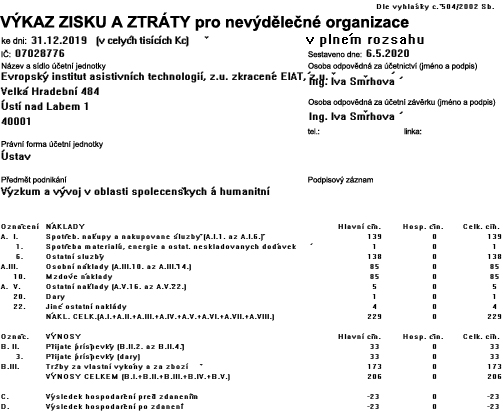 Dle vyhlášky č.504/2002 Sb.
VÝKAZ ZISKU A ZTRÁTY pro nevýdělečné organizace
ke dni: 31.12.2019 (v celých tisících Kč) v plném rozsahu
IČ: 07028776 Sestaveno dne: 6.5.2020
Název a sídlo účetní jednotky Osoba odpovědná za účetnictví (jméno a podpis)
Evropský institut asistivních technologií, z.u. zkráceně EIAT, z.u. Ing. Iva Smrhová
Velká Hradební 484
Ústí nad Labem 1 Osoba odpovědná za účetní závěrku (jméno a podpis)
40001 Ing. Iva Smrhová
tel.: linka:
Právní forma účetní jednotky
Ústav
Předmět podnikání Podpisový záznam
Výzkum a vývoj v oblasti společenských a humanitní
Označení NÁKLADY Hlavní čin. Hosp. čin. Celk. čin.
A. I. Spotřeb. nákupy a nakupované služby (A.I.1. až A.I.6.) 139 0 139
1. Spotřeba materiálu, energie a ostat. neskladovaných dodávek 1 0 1
6. Ostatní služby 138 0 138
A.III. Osobní náklady (A.III.10. až A.III.14.) 85 0 85
10. Mzdové náklady 85 0 85
A. V. Ostatní náklady (A.V.16. až A.V.22.) 5 0 5
20. Dary 1 0 1
22. Jiné ostatní náklady 4 0 4
NÁKL. CELK.(A.I.+A.II.+A.III.+A.IV.+A.V.+A.VI.+A.VII.+A.VIII.) 229 0 229
Označ. VÝNOSY Hlavní čin. Hosp. čin. Celk. čin.
B. II. Přijaté příspěvky (B.II.2. až B.II.4.) 33 0 33
3. Přijaté příspěvky (dary) 33 0 33
B.III. Tržby za vlastní výkony a za zboží 173 0 173
VÝNOSY CELKEM (B.I.+B.II.+B.III.+B.IV.+B.V.) 206 0 206
C. Výsledek hospodaření před zdaněním -23 0 -23
D. Výsledek hospodaření po zdanění -23 0 -23